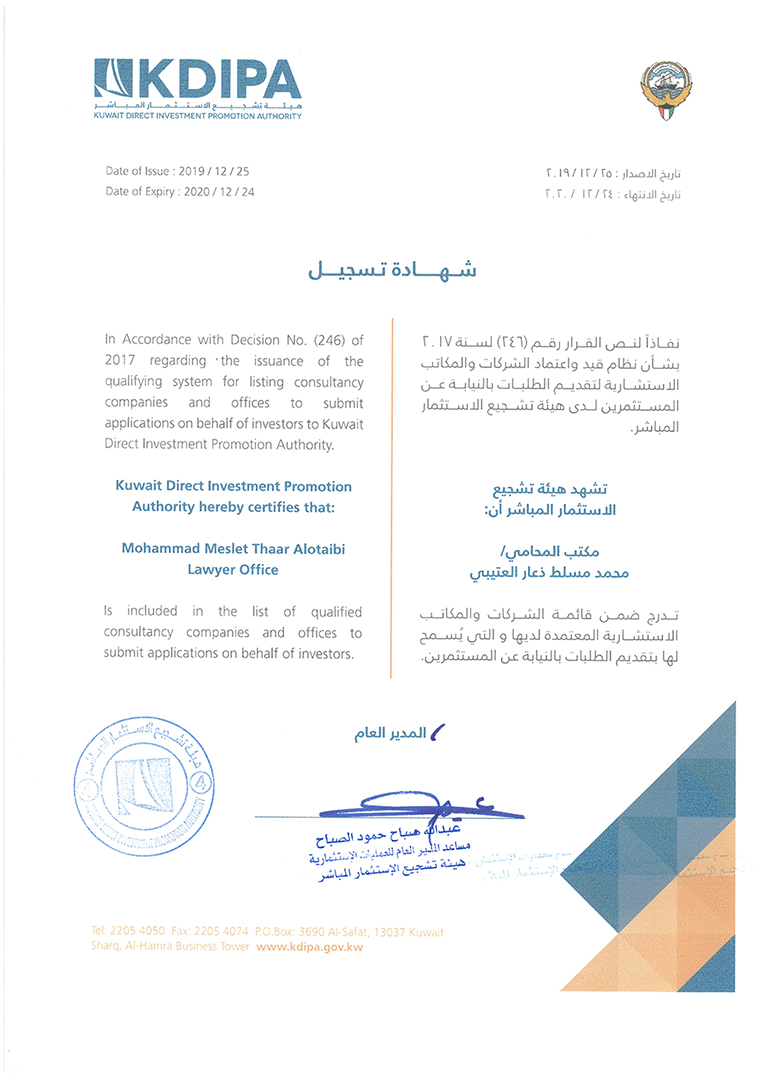 KDIPA
هيئة تشجيع الاستثمار المباشر
KUWAIT DIRECT INVESTMENT PROMOTION AUTHORITY
Date of Issue : 2019 / 12 / 25
Date of Expiry : 2020 / 12 / 24
تاريخ الاصدار : ٢٠١٩/١٢/٢٥
تاريخ الانتهاء : ٢٠٢٠/١٢/٢٤
شهادة تسجيل
In Accordance with Decision No. (246) of
2017 regarding the issuance of the
qualifying system for listing consultancy
companies and offices to submit
applications on behalf of investors to Kuwait
Direct Investment Promotion Authority.
Kuwait Direct Investment Promotion
Authority hereby certifies that:
Mohammad Meslet Thaar Alotaibi
Lawyer Office
Is included in the list of qualified
consultancy companies and offices to
submit applications on behalf of investors.
نفاذاً لنص القرار رقم (٢٤٦) لسنة ٢٠١٧
بشأن نظام قيد واعتماد الشركات والمكاتب
الاستشارية لتقديم الطلبات بالنيابة عن
المستثمرين لدى هيئة تشجيع الاستثمار
المباشر.
تشهد هيئة تشجيع
الاستثمار المباشر أن:
مكتب المحامي/
محمد مسلط ذعار العتيبي
تدرج ضمن قائمة الشركات والمكاتب
الاستشارية المعتمدة لديها و التي يُسمح
لها بتقديم الطلبات بالنيابة عن المستثمرين.
المدير العام
هيئة تشجيع الاستثمار المباشر
4
عبدالله صباح حمود الصباح
مساعد المدير العام للعمليات الإستثمارية
هيئة تشجيع الإستثمار المباشر
Tel: 2205 4050 Fax: 2205 4074 P.O.Box: 3690 Al-Safat, 13037 Kuwait
Sharq, Al-Hamra Business Tower www.kdipa.gov.kw